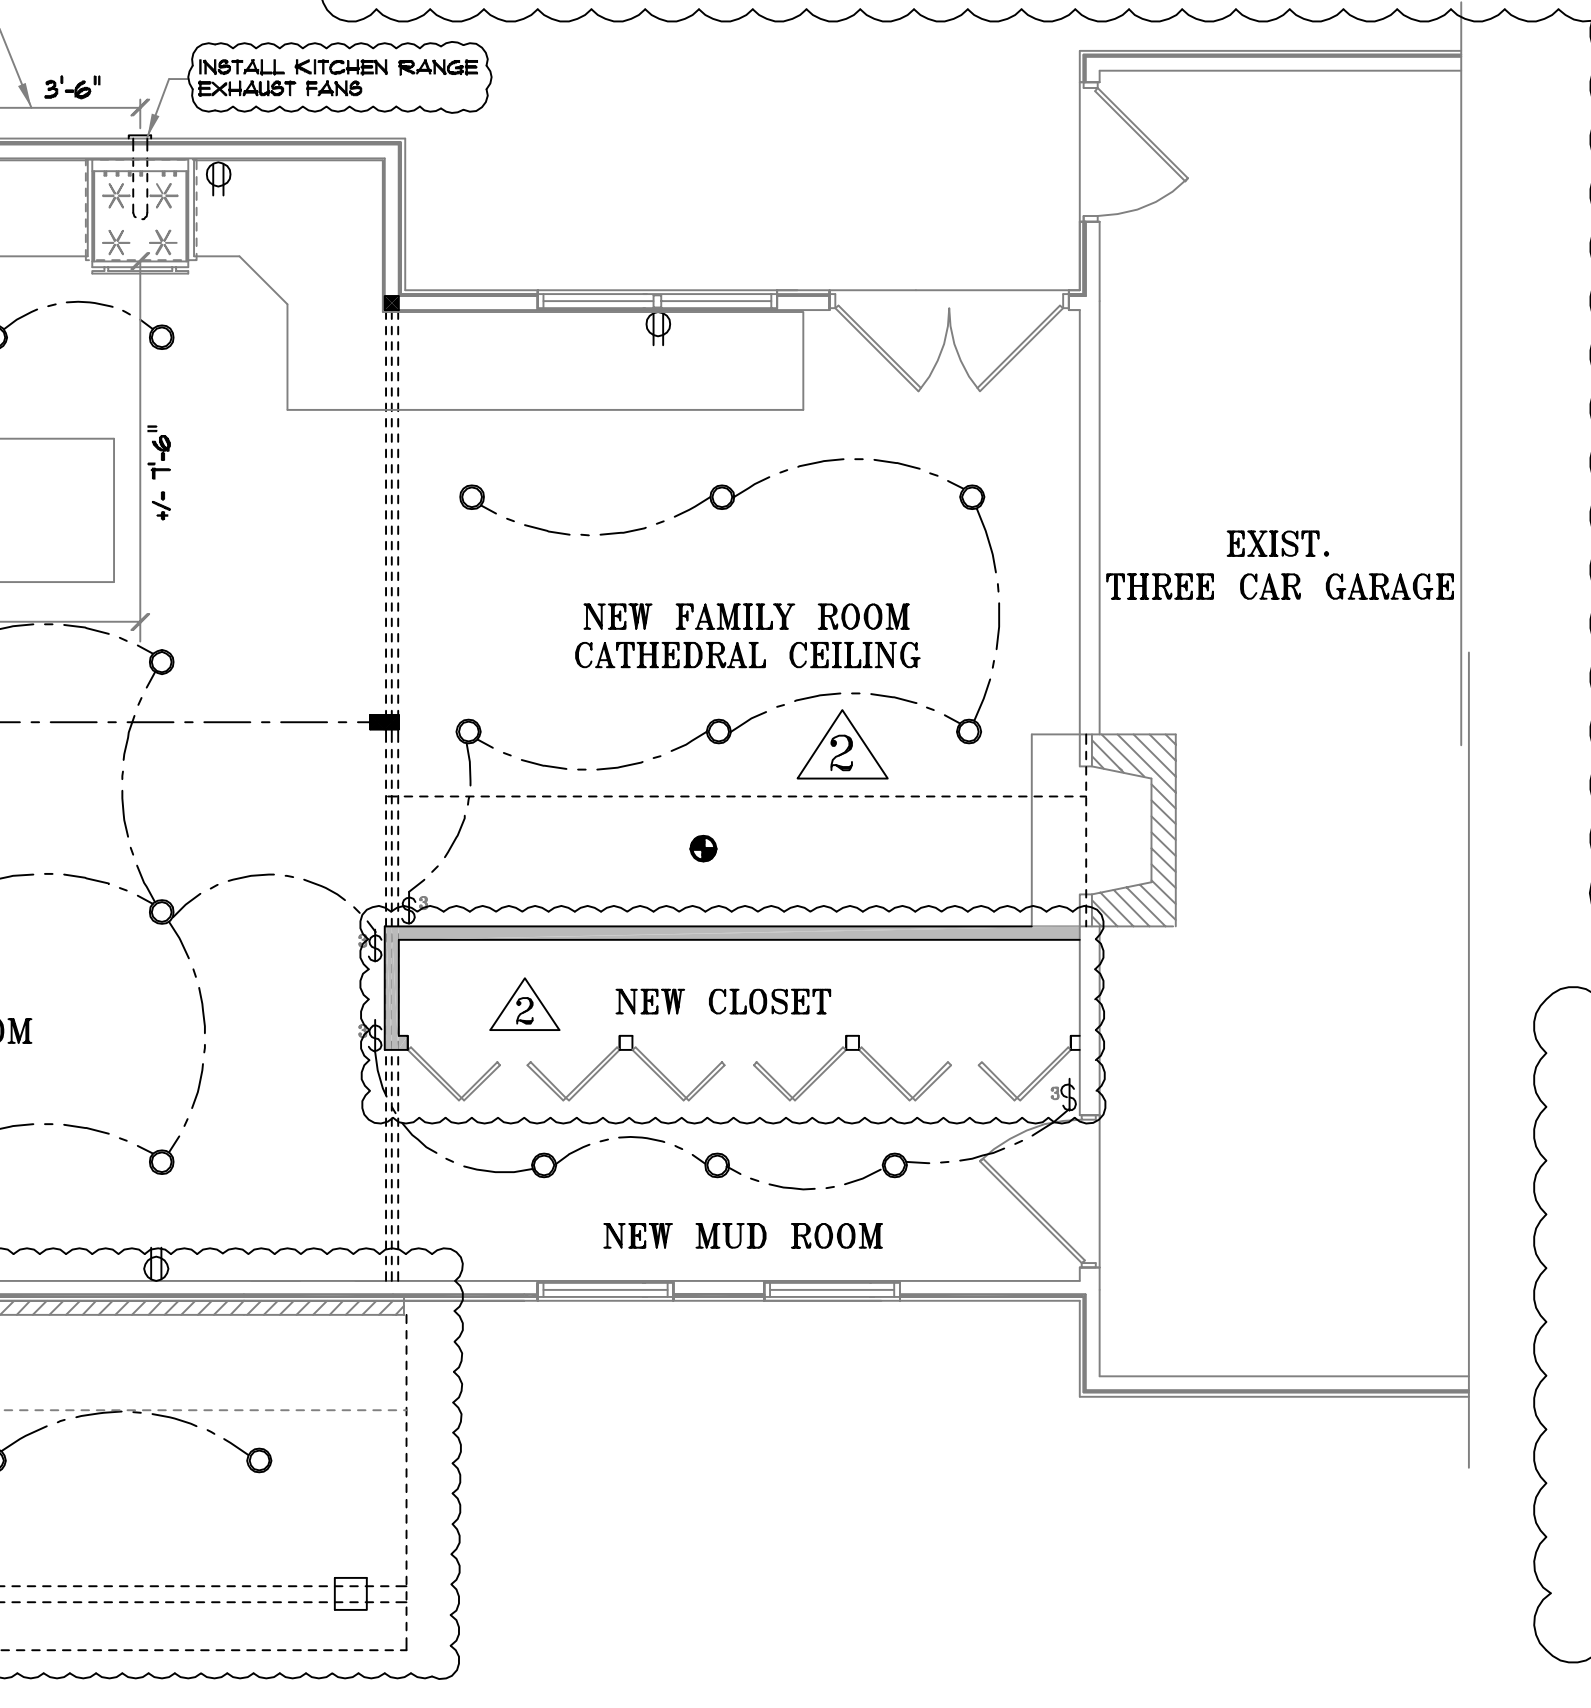 INSTALL KITCHEN RANGE
EXHAUST FANS
3'-6"
+/- 7'-6"
EXIST.
THREE CAR GARAGE
NEW FAMILY ROOM
CATHEDRAL CEILING
2
3
$
3
$
2
NEW CLOSET
OM
3
$
3
$
NEW MUD ROOM